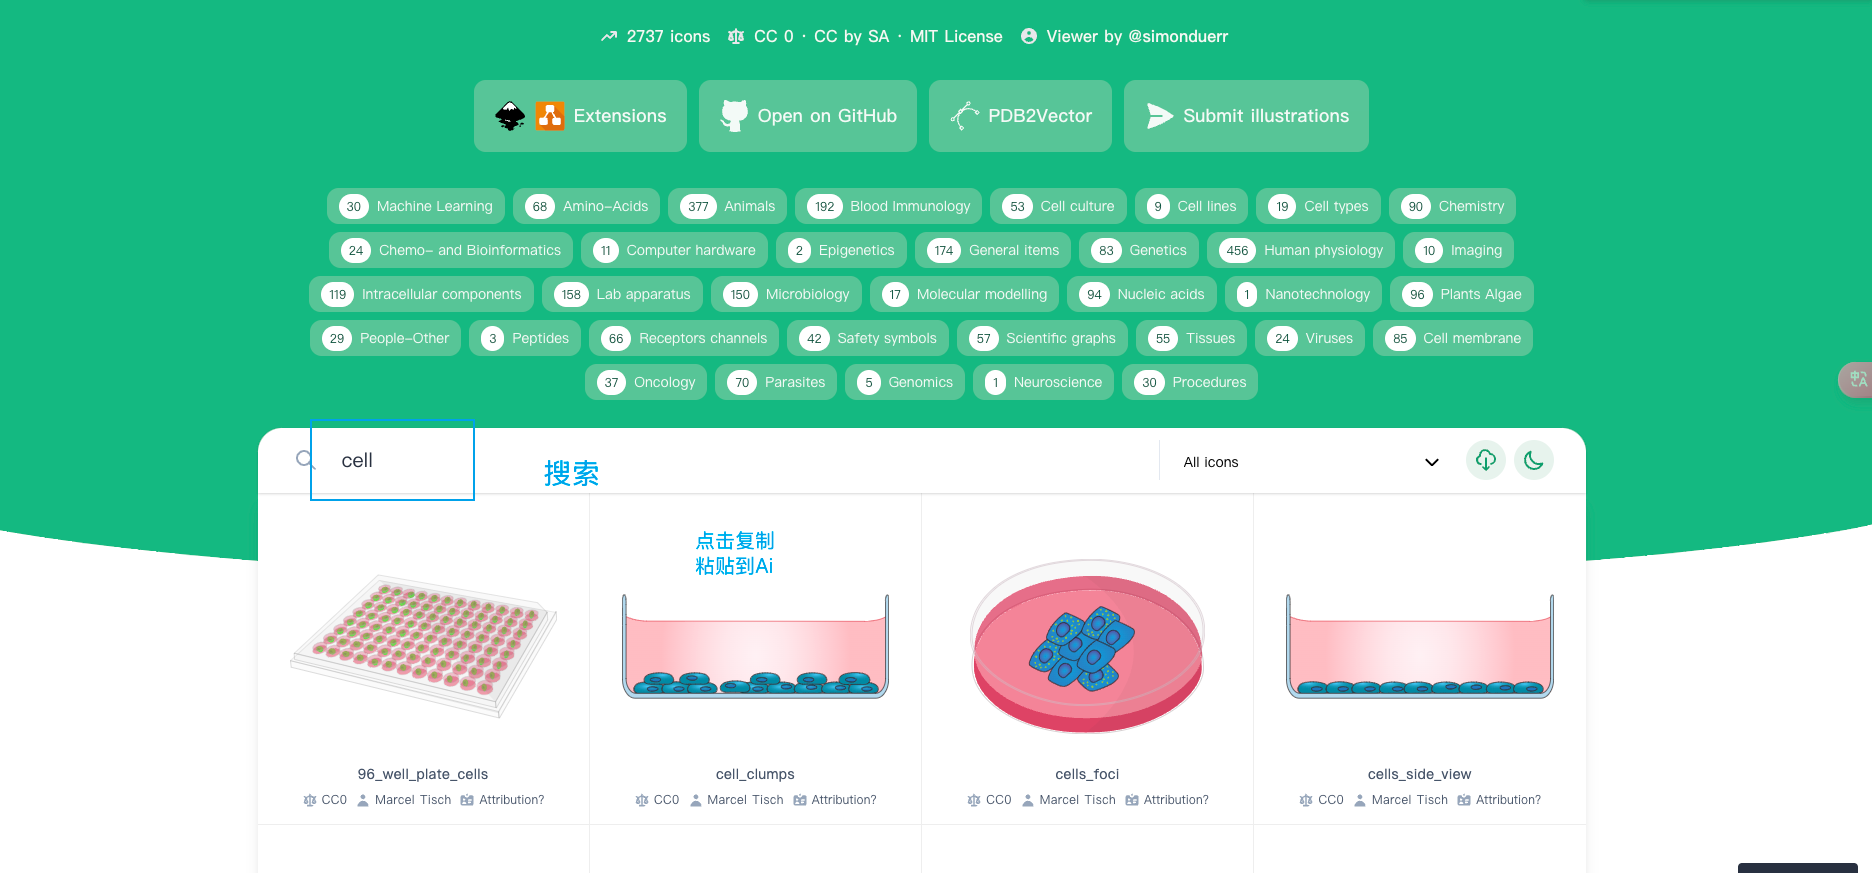 2737 icons CC 0 · CC by SA · MIT License Viewer by @simonduerr
Extensions Open on GitHub PDB2Vector Submit illustrations
30 Machine Learning 68 Amino-Acids 377 Animals 192 Blood Immunology 53 Cell culture 9 Cell lines 19 Cell types 90 Chemistry
24 Chemo- and Bioinformatics 11 Computer hardware 2 Epigenetics 174 General items 83 Genetics 456 Human physiology 10 Imaging
119 Intracellular components 158 Lab apparatus 150 Microbiology 17 Molecular modelling 94 Nucleic acids 1 Nanotechnology 96 Plants Algae
29 People-Other 3 Peptides 66 Receptors channels 42 Safety symbols 57 Scientific graphs 55 Tissues 24 Viruses 85 Cell membrane
37 Oncology 70 Parasites 5 Genomics 1 Neuroscience 30 Procedures
中A
cell 搜索 All icons
点击复制
粘贴到Ai
96_well_plate_cells cell_clumps cells_foci cells_side_view
CC0 Marcel Tisch Attribution? CC0 Marcel Tisch Attribution? CC0 Marcel Tisch Attribution? CC0 Marcel Tisch Attribution?